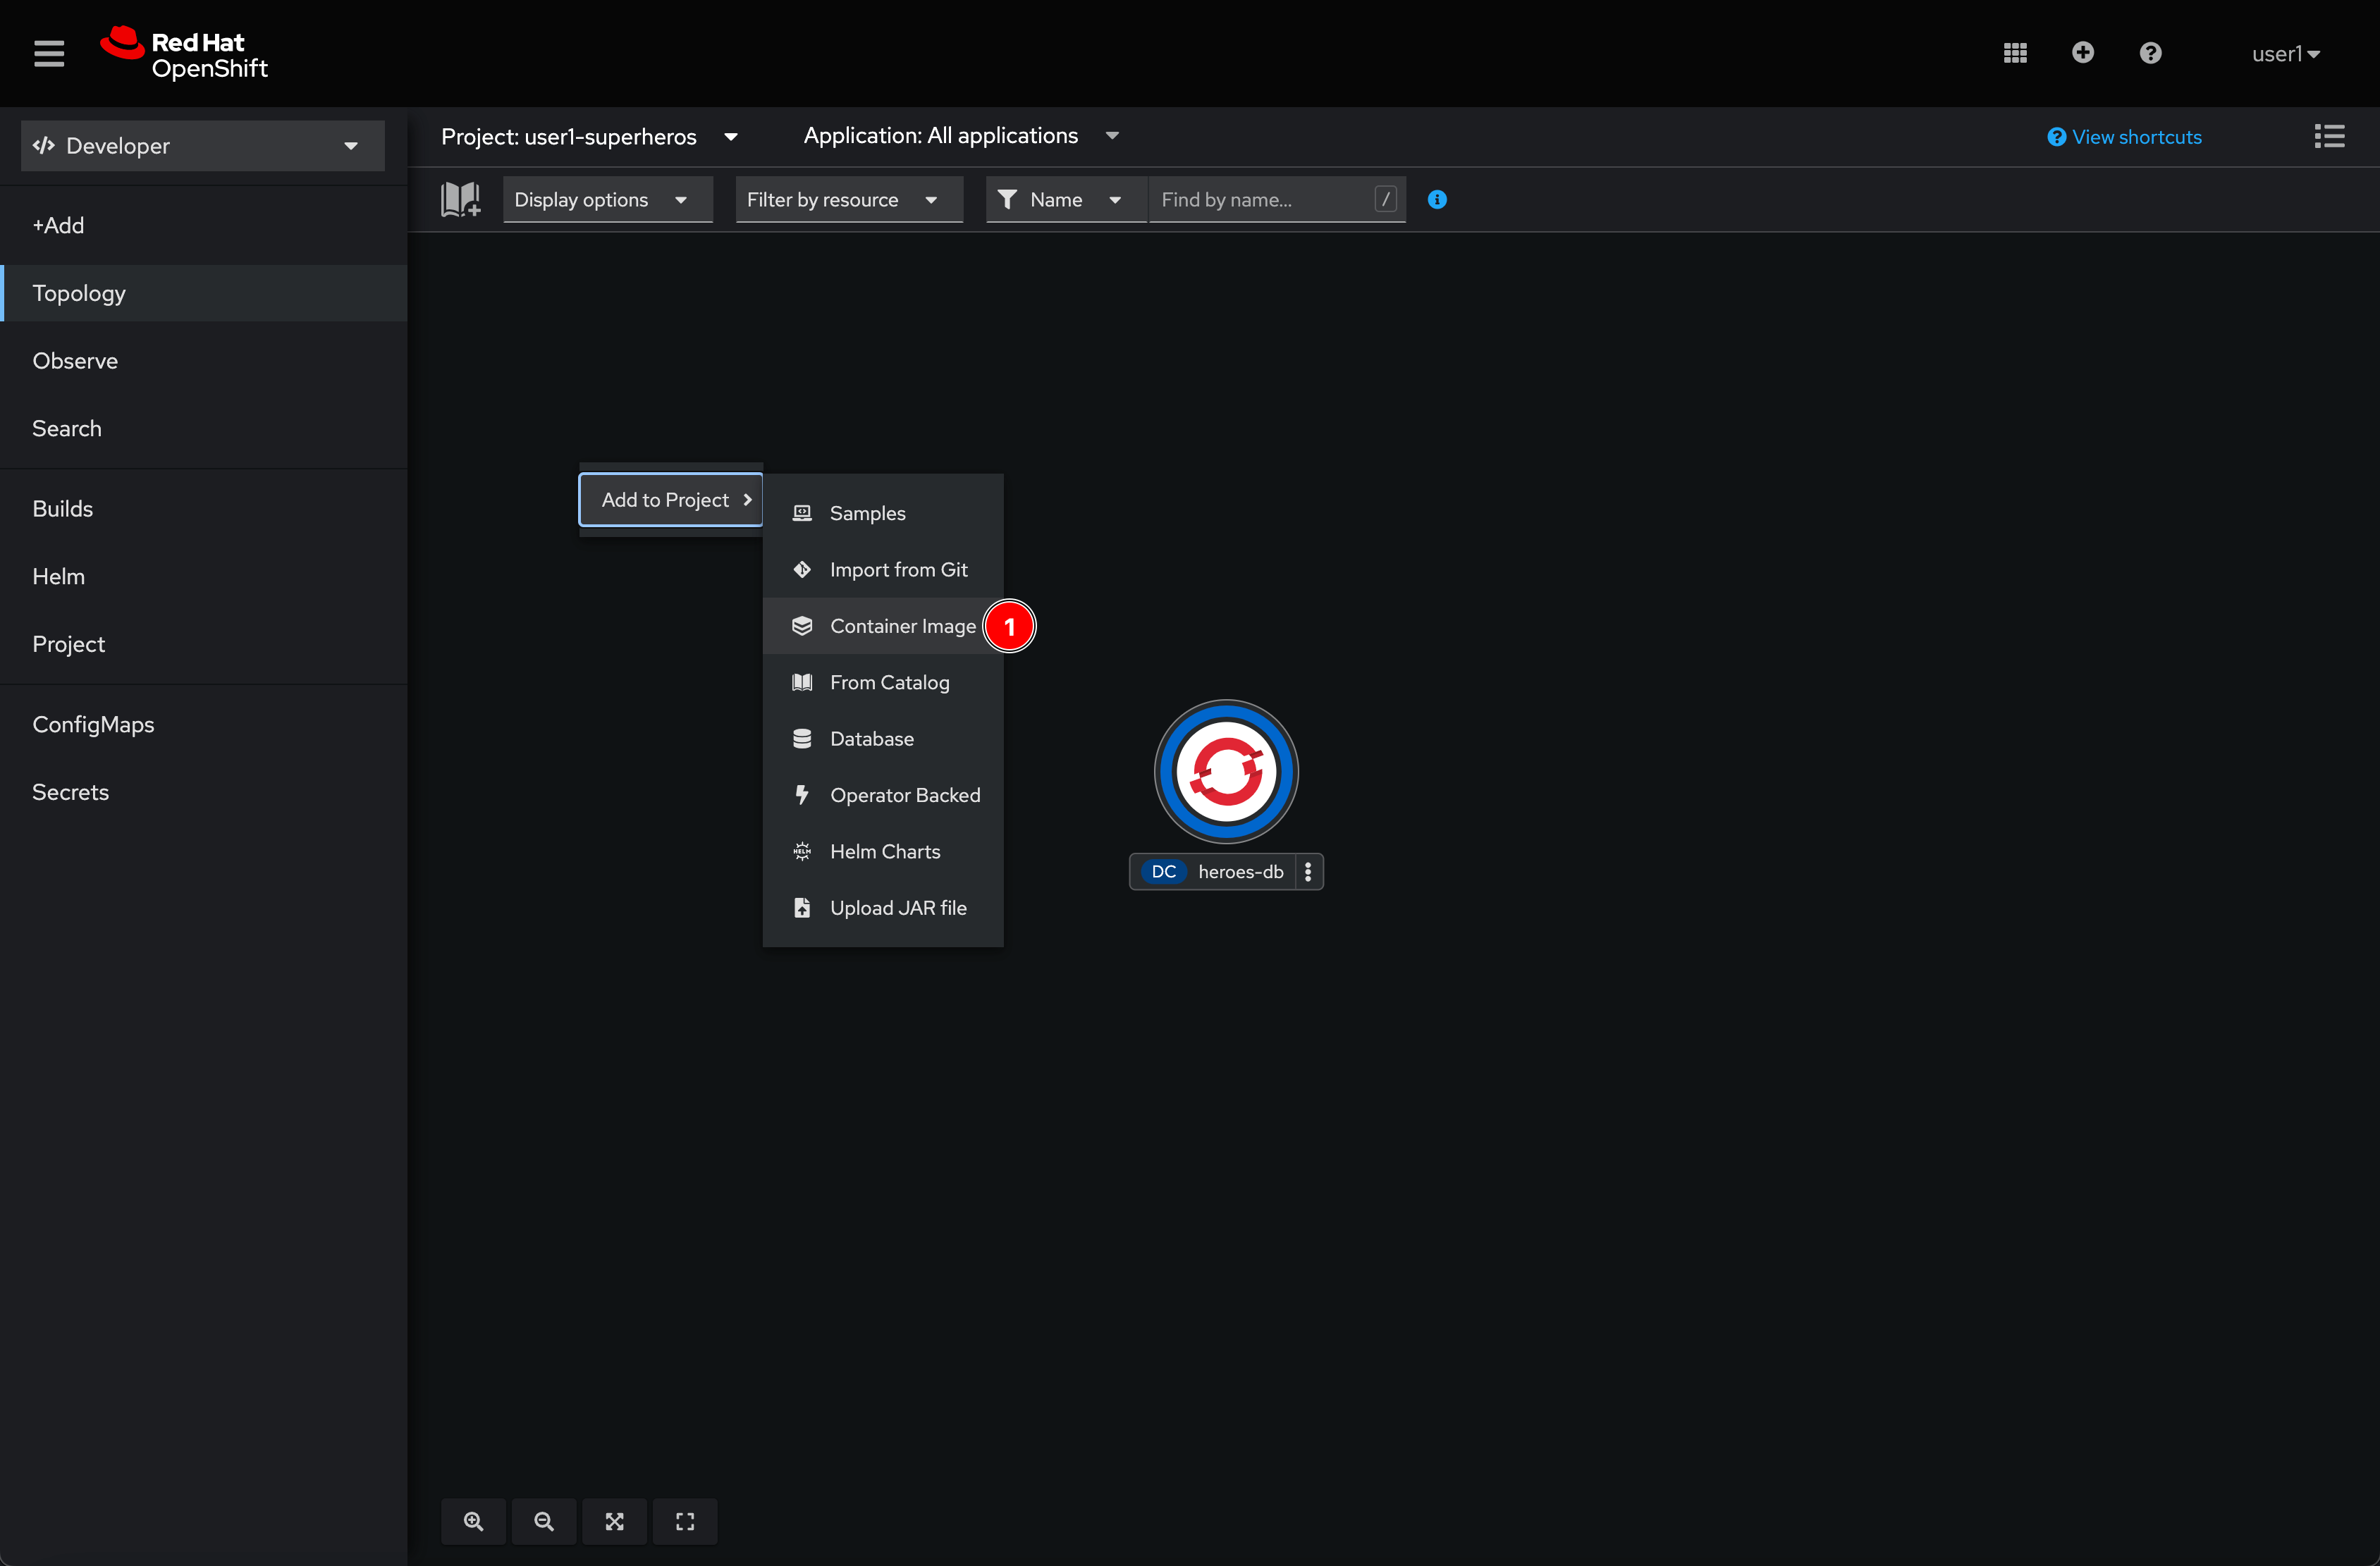 Red Hat
OpenShift
user1
Developer
Project: user1-superheros
Application: All applications
View shortcuts
Display options
Filter by resource
Name
Find by name...
/
+Add
Topology
Observe
Search
Builds
Helm
Project
ConfigMaps
Secrets
Add to Project
Samples
Import from Git
Container Image
1
From Catalog
Database
Operator Backed
HELM
Helm Charts
Upload JAR file
DC heroes-db